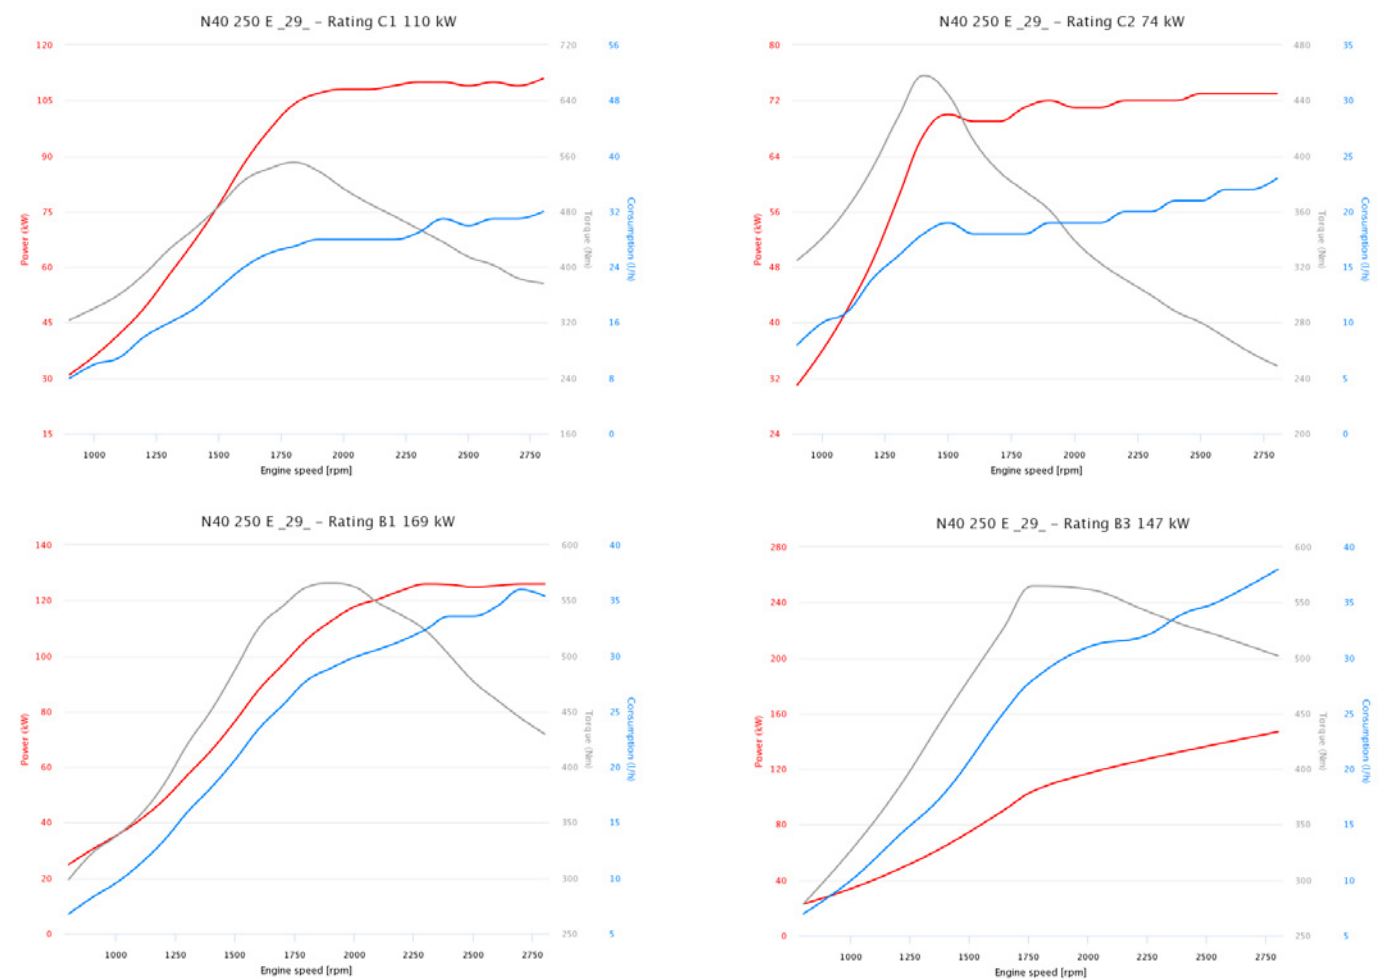 N40 250 E _29_ – Rating C1 110 kW
120 720 56
105 640 48
90 560 40
75 480 32
60 400 24
45 320 16
30 240 8
15 160 0
Power (kW)
Torque (Nm)
Consumption (l/h)
1000 1250 1500 1750 2000 2250 2500 2750
Engine speed [rpm]
N40 250 E _29_ – Rating C2 74 kW
80 480 35
72 440 30
64 400 25
56 360 20
48 320 15
40 280 10
32 240 5
24 200 0
Power (kW)
Torque (Nm)
Consumption (l/h)
1000 1250 1500 1750 2000 2250 2500 2750
Engine speed [rpm]
N40 250 E _29_ – Rating B1 169 kW
140 600 40
120 550 35
100 500 30
80 450 25
60 400 20
40 350 15
20 300 10
0 250 5
Power (kW)
Torque (Nm)
Consumption (l/h)
1000 1250 1500 1750 2000 2250 2500 2750
Engine speed [rpm]
N40 250 E _29_ – Rating B3 147 kW
280 600 40
240 550 35
200 500 30
160 450 25
120 400 20
80 350 15
40 300 10
0 250 5
Power (kW)
Torque (Nm)
Consumption (l/h)
1000 1250 1500 1750 2000 2250 2500 2750
Engine speed [rpm]